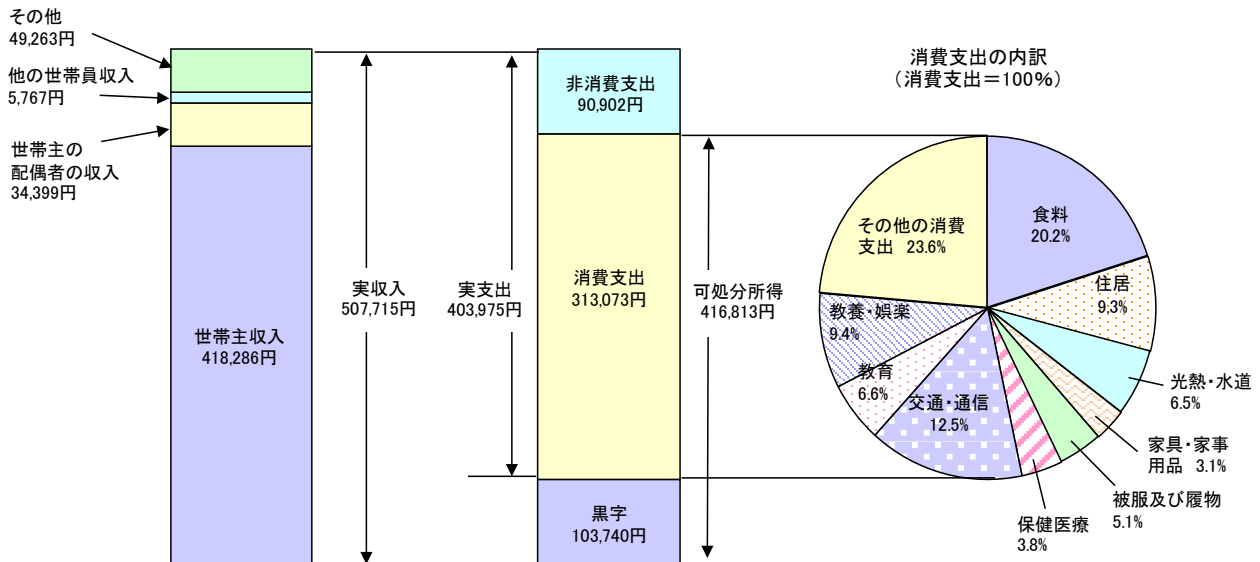 その他
49,263円
他の世帯員収入
5,767円
世帯主の
配偶者の収入
34,399円
世帯主収入
418,286円
実収入
507,715円
実支出
403,975円
非消費支出
90,902円
消費支出
313,073円
黒字
103,740円
可処分所得
416,813円
消費支出の内訳
（消費支出＝100％）
食料
20.2%
住居
9.3%
光熱・水道
6.5%
家具・家事
用品 3.1%
被服及び履物
5.1%
保健医療
3.8%
交通・通信
12.5%
教育
6.6%
教養・娯楽
9.4%
その他の消費
支出 23.6%